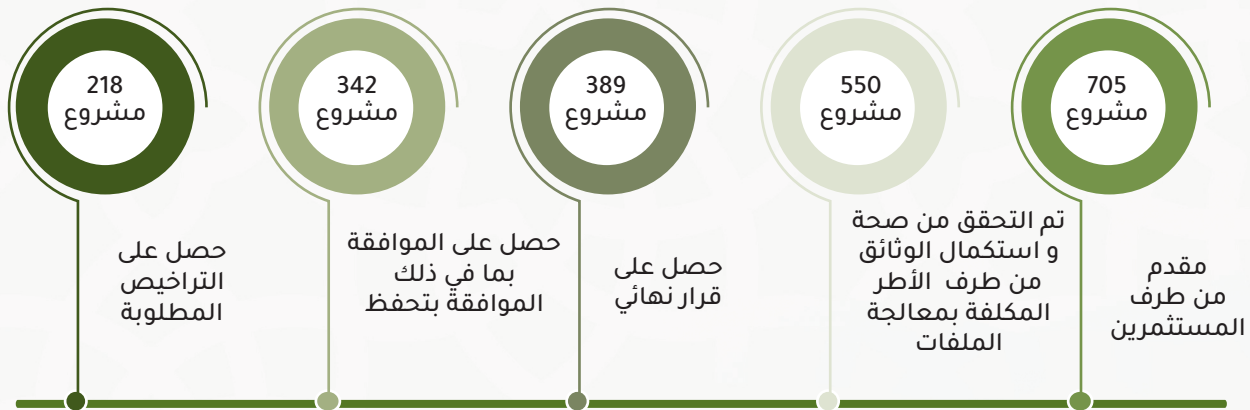 705
مشروع
مقدم
من طرف
المستثمرين
550
مشروع
تم التحقق من صحة
و استكمال الوثائق
من طرف الأطر
المكلفة بمعالجة
الملفات
389
مشروع
حصل على
قرار نهائي
342
مشروع
حصل على الموافقة
بما في ذلك
الموافقة بتحفظ
218
مشروع
حصل على
التراخيص
المطلوبة